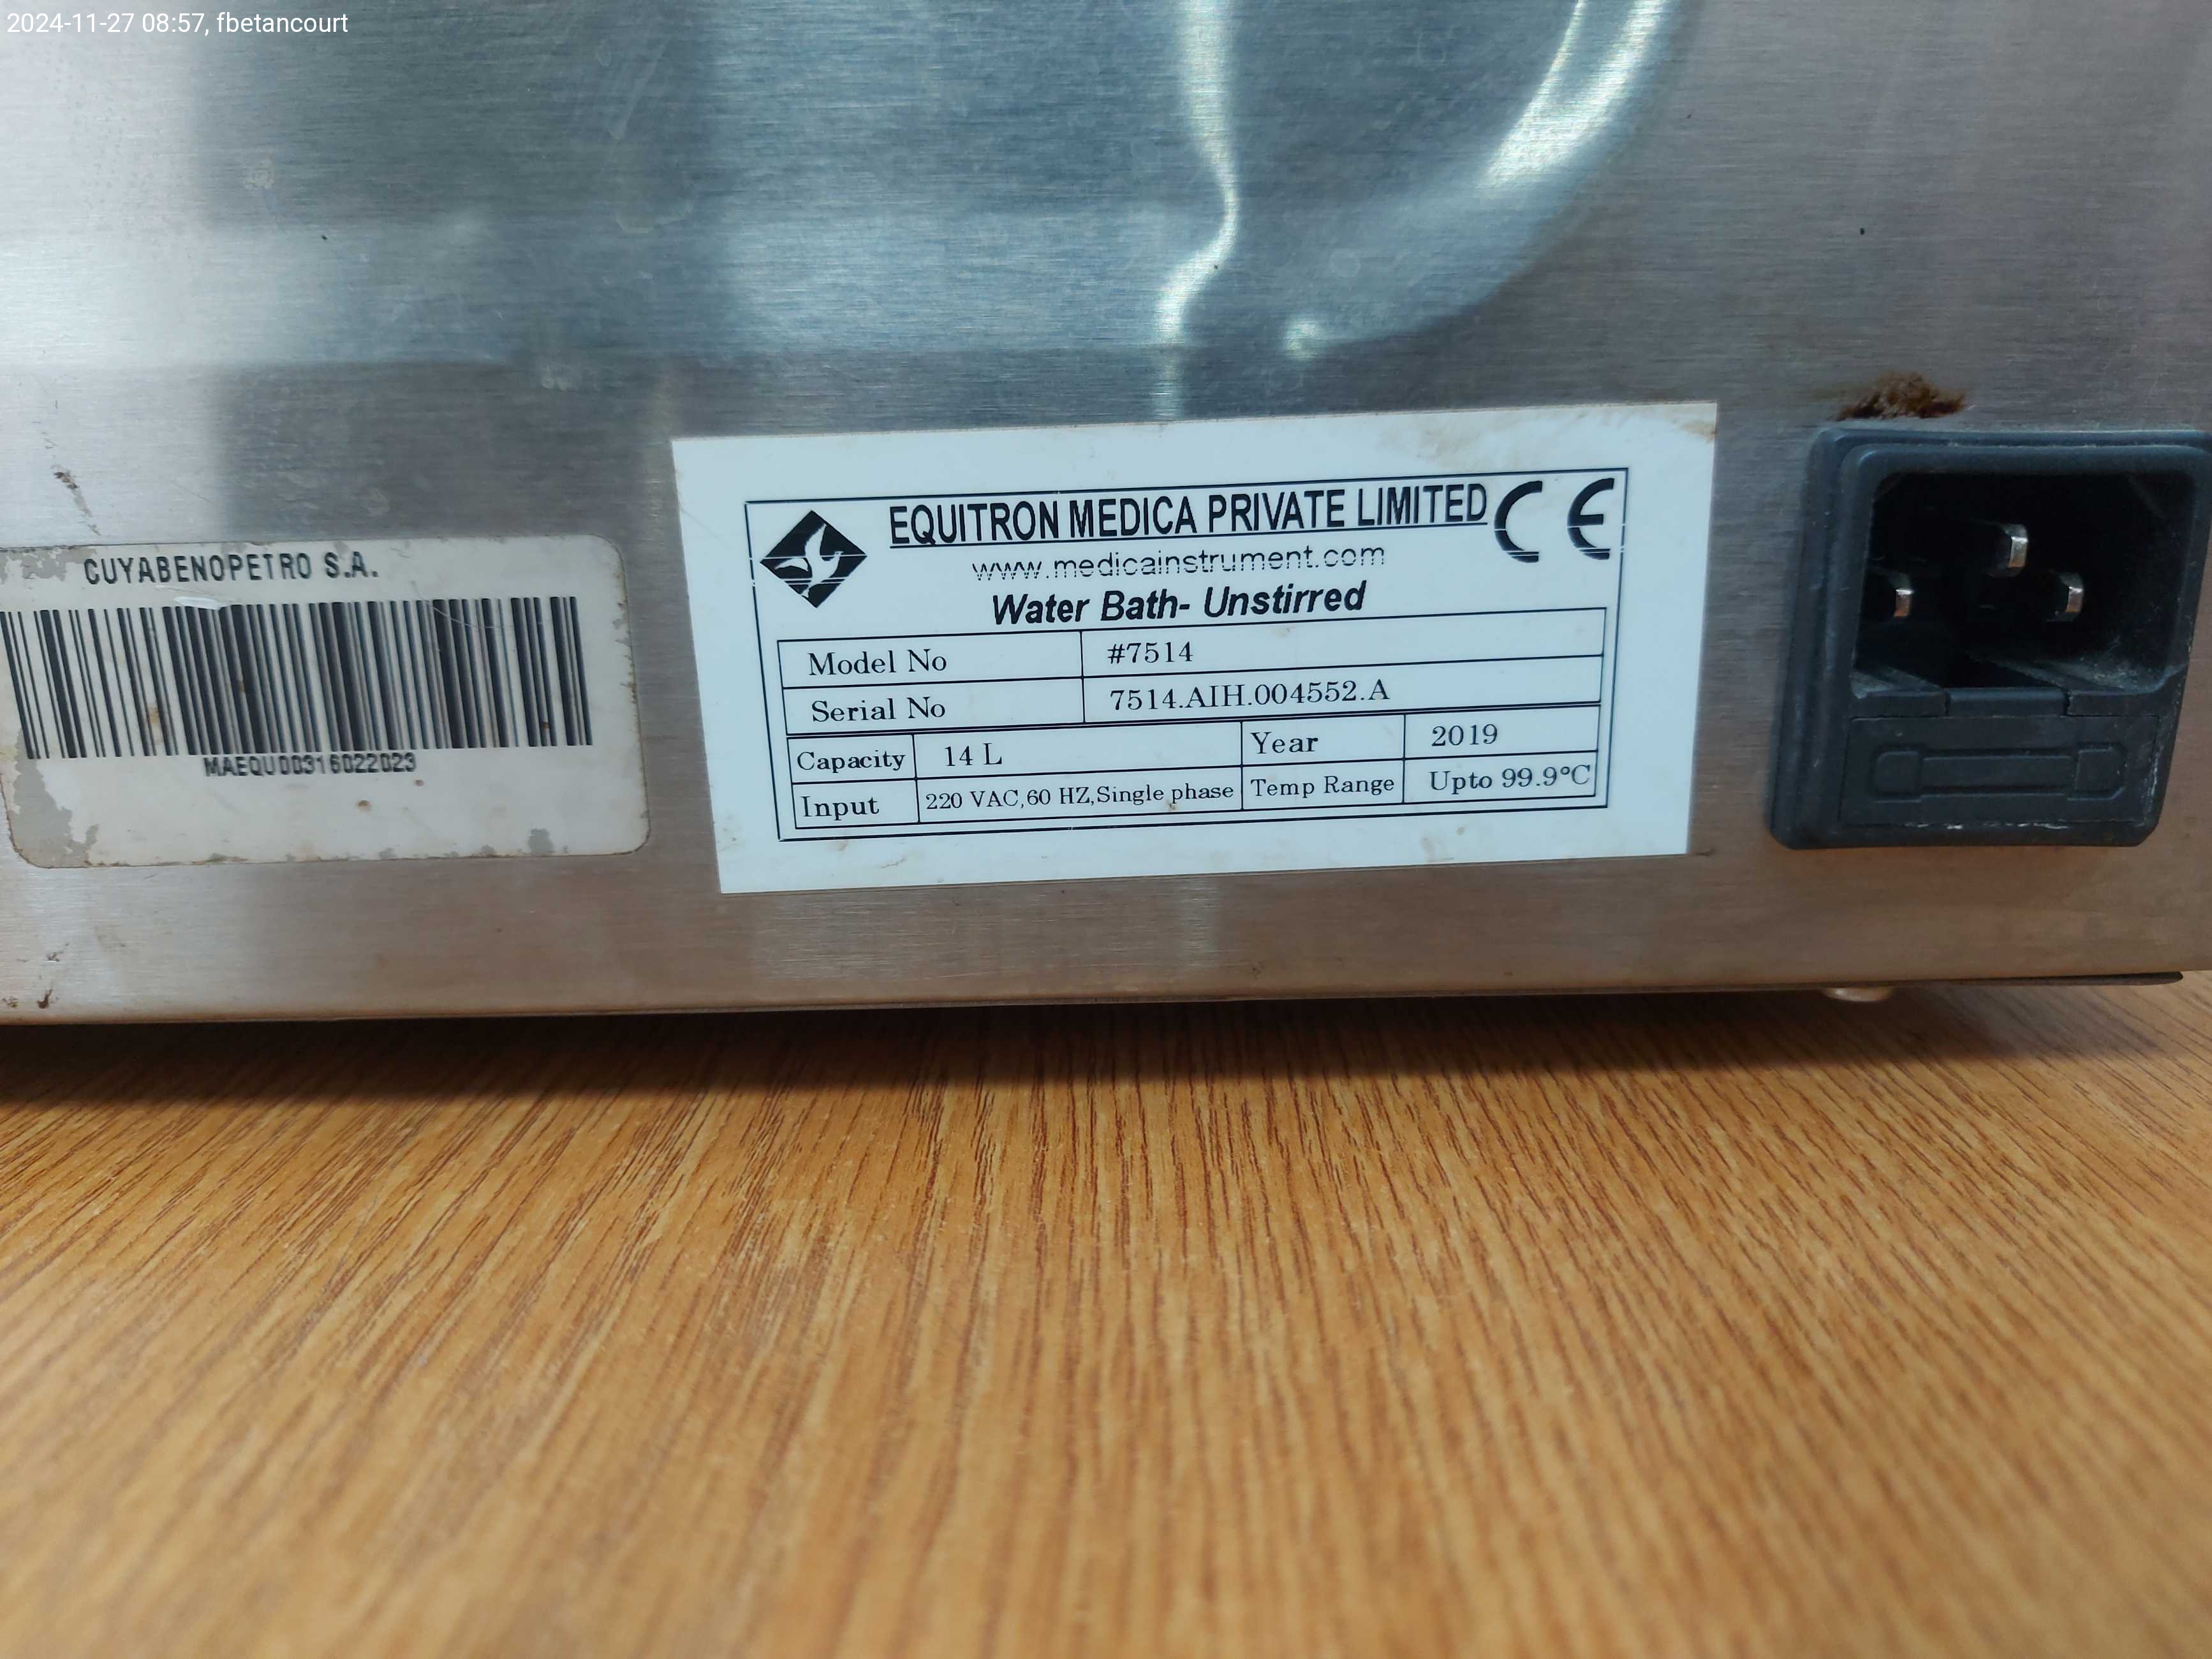 2024-11-27 08:57, fbetancourt
CUYABENOPETRO S.A.
MAEQU00316022023
EQUITRON MEDICA PRIVATE LIMITED CE
www.medicainstrument.com
Water Bath- Unstirred
Model No #7514
Serial No 7514.AIH.004552.A
Capacity 14 L Year 2019
Input 220 VAC,60 HZ,Single phase Temp Range Upto 99.9°C